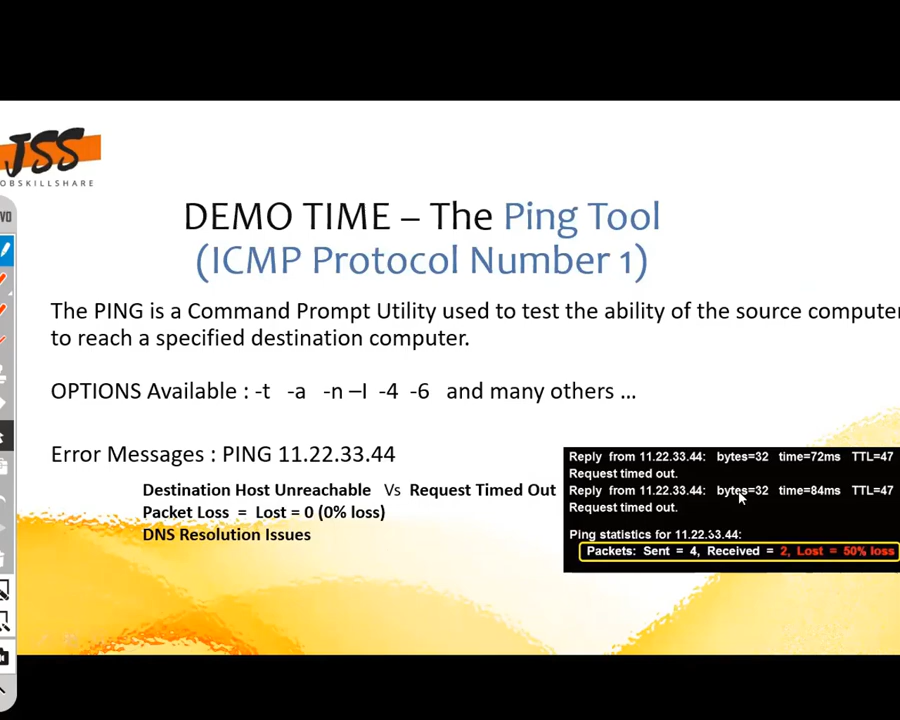 JSS
OBSKILLSHARE
VD
DEMO TIME – The Ping Tool
(ICMP Protocol Number 1)
The PING is a Command Prompt Utility used to test the ability of the source computer
to reach a specified destination computer.
OPTIONS Available : -t -a -n –l -4 -6 and many others ...
Error Messages : PING 11.22.33.44
Destination Host Unreachable Vs Request Timed Out
Packet Loss = Lost = 0 (0% loss)
DNS Resolution Issues
Reply from 11.22.33.44: bytes=32 time=72ms TTL=47
Request timed out.
Reply from 11.22.33.44: bytes=32 time=84ms TTL=47
Request timed out.
Ping statistics for 11.22.33.44:
Packets: Sent = 4, Received = 2, Lost = 50% loss